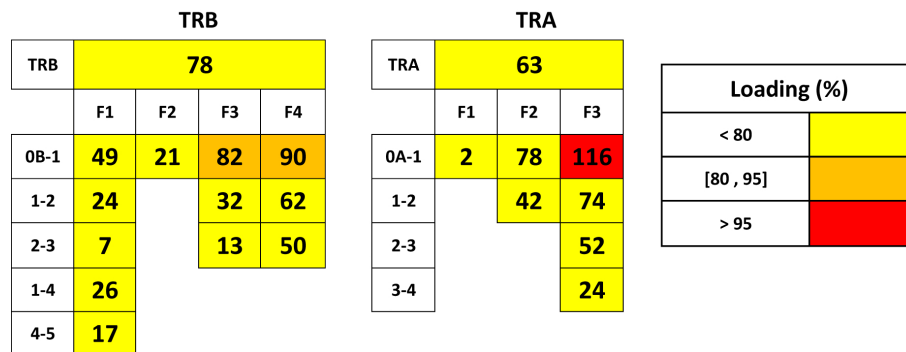 TRB
TRB 78
F1 F2 F3 F4
0B-1 49 21 82 90
1-2 24 32 62
2-3 7 13 50
1-4 26
4-5 17
TRA
TRA 63
F1 F2 F3
0A-1 2 78 116
1-2 42 74
2-3 52
3-4 24
Loading (%)
< 80
[80 , 95]
> 95